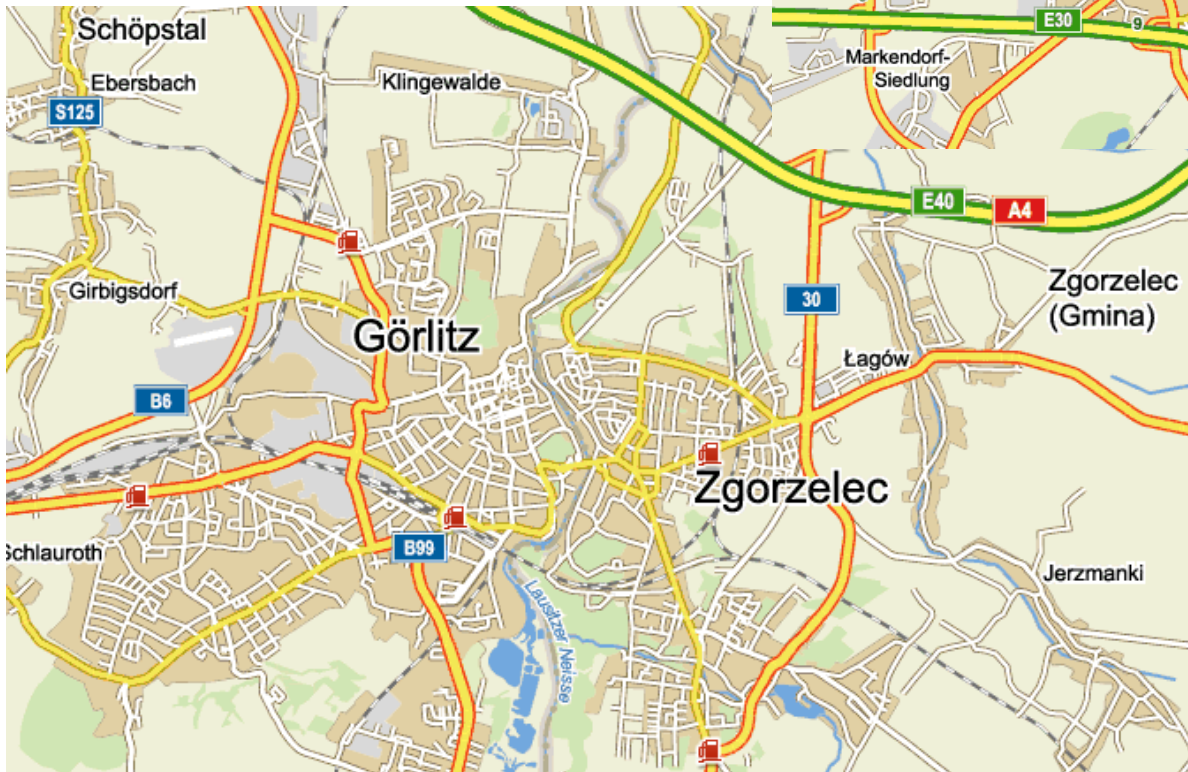 Schöpstal
E30
9
Markendorf-
Siedlung
Ebersbach
Klingewalde
S125
E40
A4
Girbigsdorf
30
Zgorzelec
(Gmina)
Görlitz
Łagów
B6
Zgorzelec
B99
Schlauroth
Jerzmanki
Lausitzer Neisse